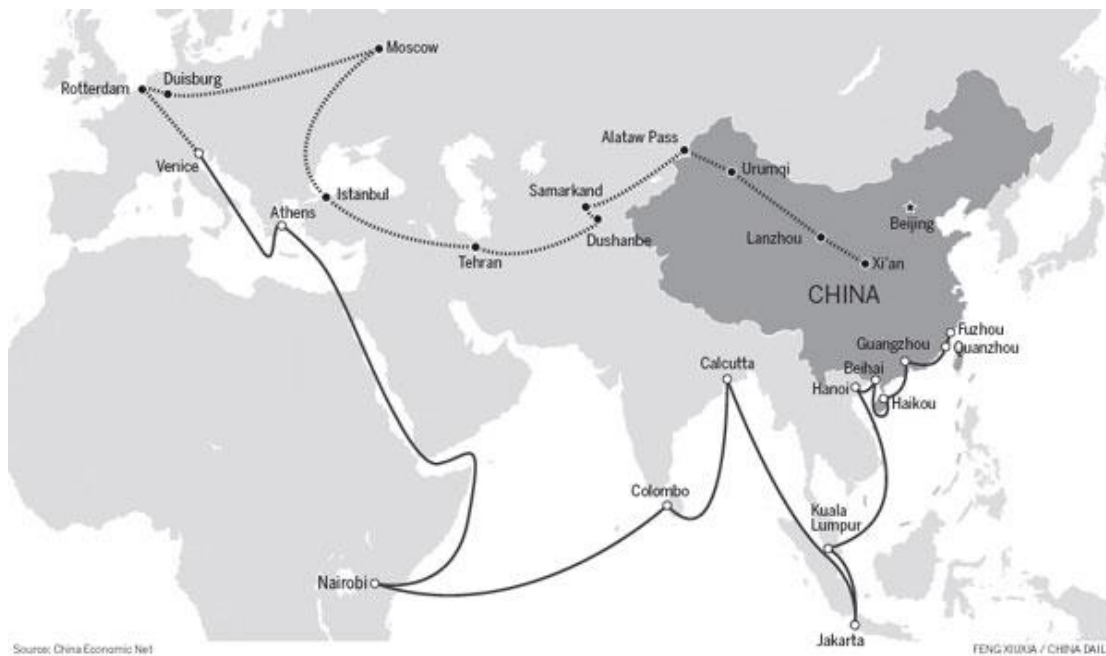 Moscow
Duisburg
Rotterdam
Alataw Pass
Venice
Urumqi
Samarkand
Istanbul
Athens
Beijing
Dushanbe
Lanzhou
Tehran
Xi'an
CHINA
Fuzhou
Guangzhou
Quanzhou
Calcutta
Beihai
Hanoi
Haikou
Colombo
Kuala
Lumpur
Nairobi
Jakarta
Source: China Economic Net
FENG XIUXIA / CHINA DAIL